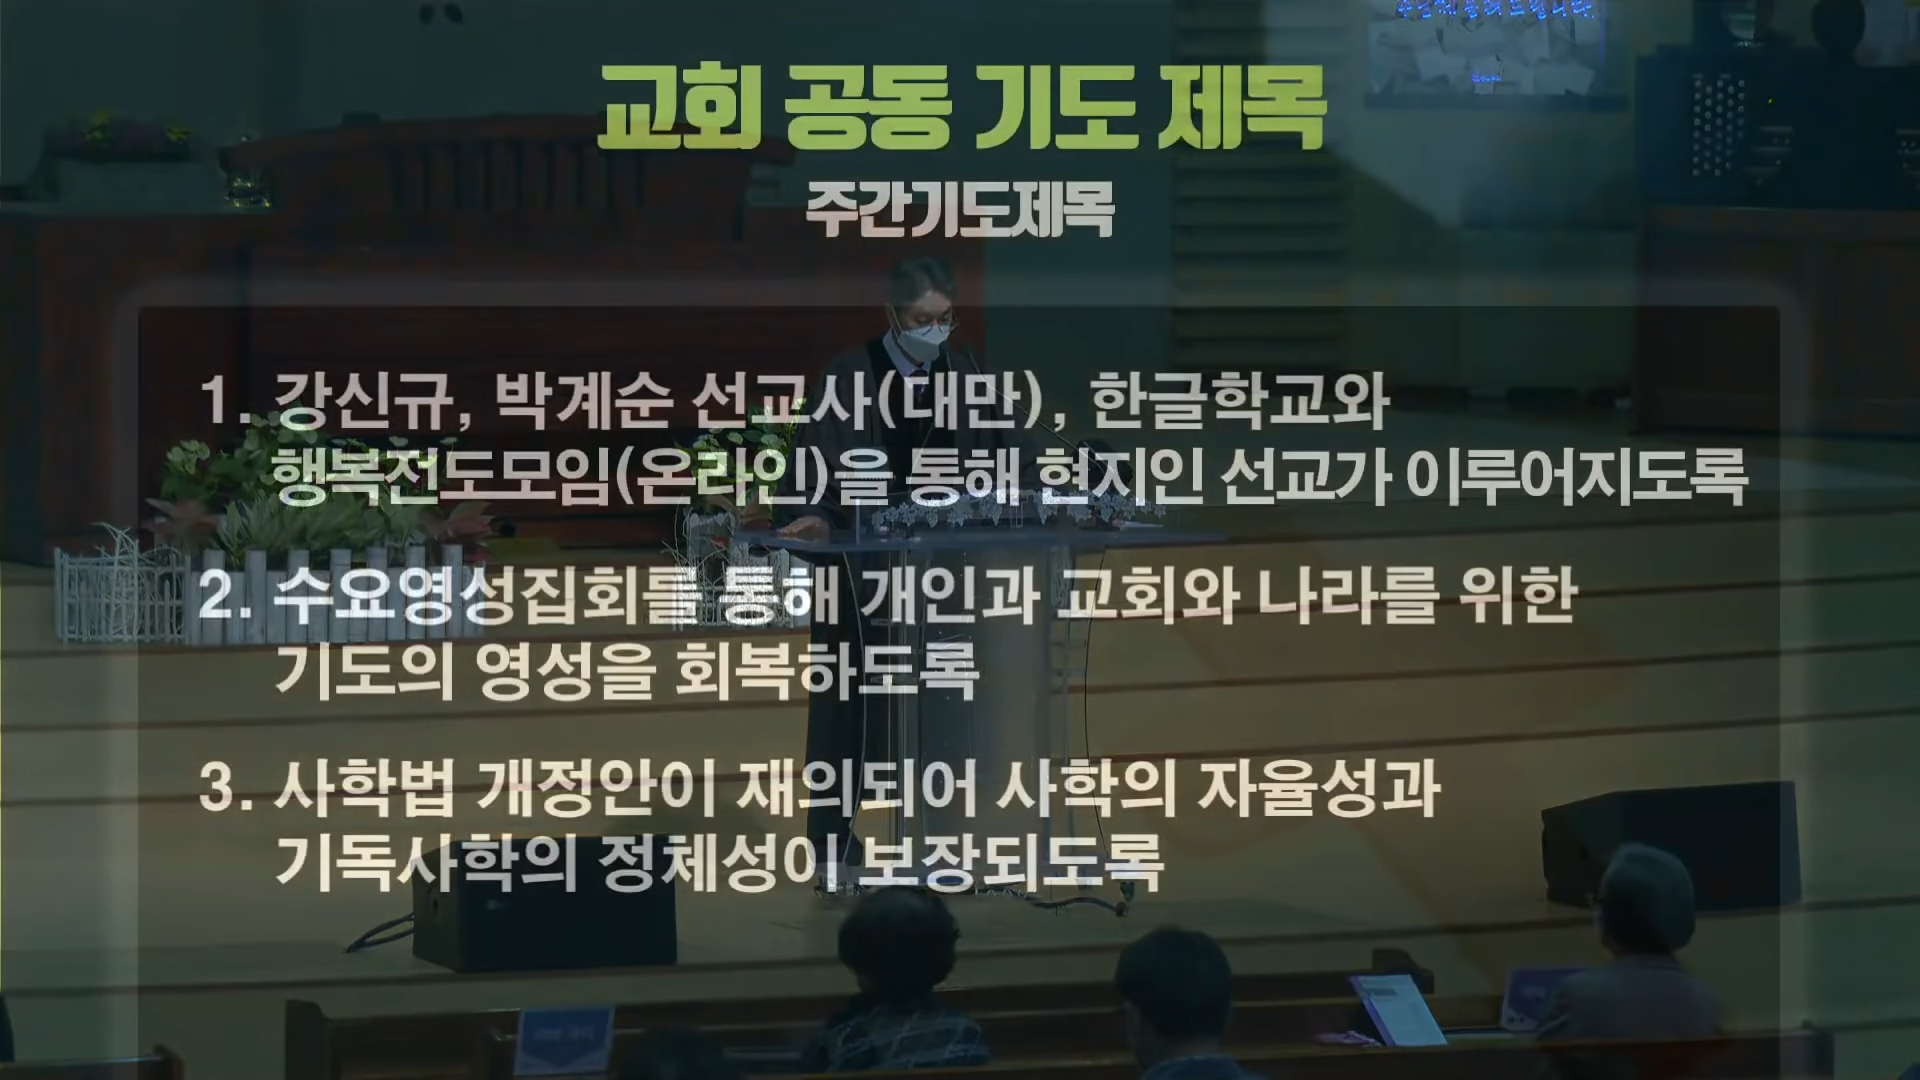 교회 공동 기도 제목
주간기도제목
1. 강신규, 박계순 선교사(대만), 한글학교와
행복전도모임(온라인)을 통해 현지인 선교가 이루어지도록
2. 수요영성집회를 통해 개인과 교회와 나라를 위한
기도의 영성을 회복하도록
3. 사학법 개정안이 재의되어 사학의 자율성과
기독사학의 정체성이 보장되도록